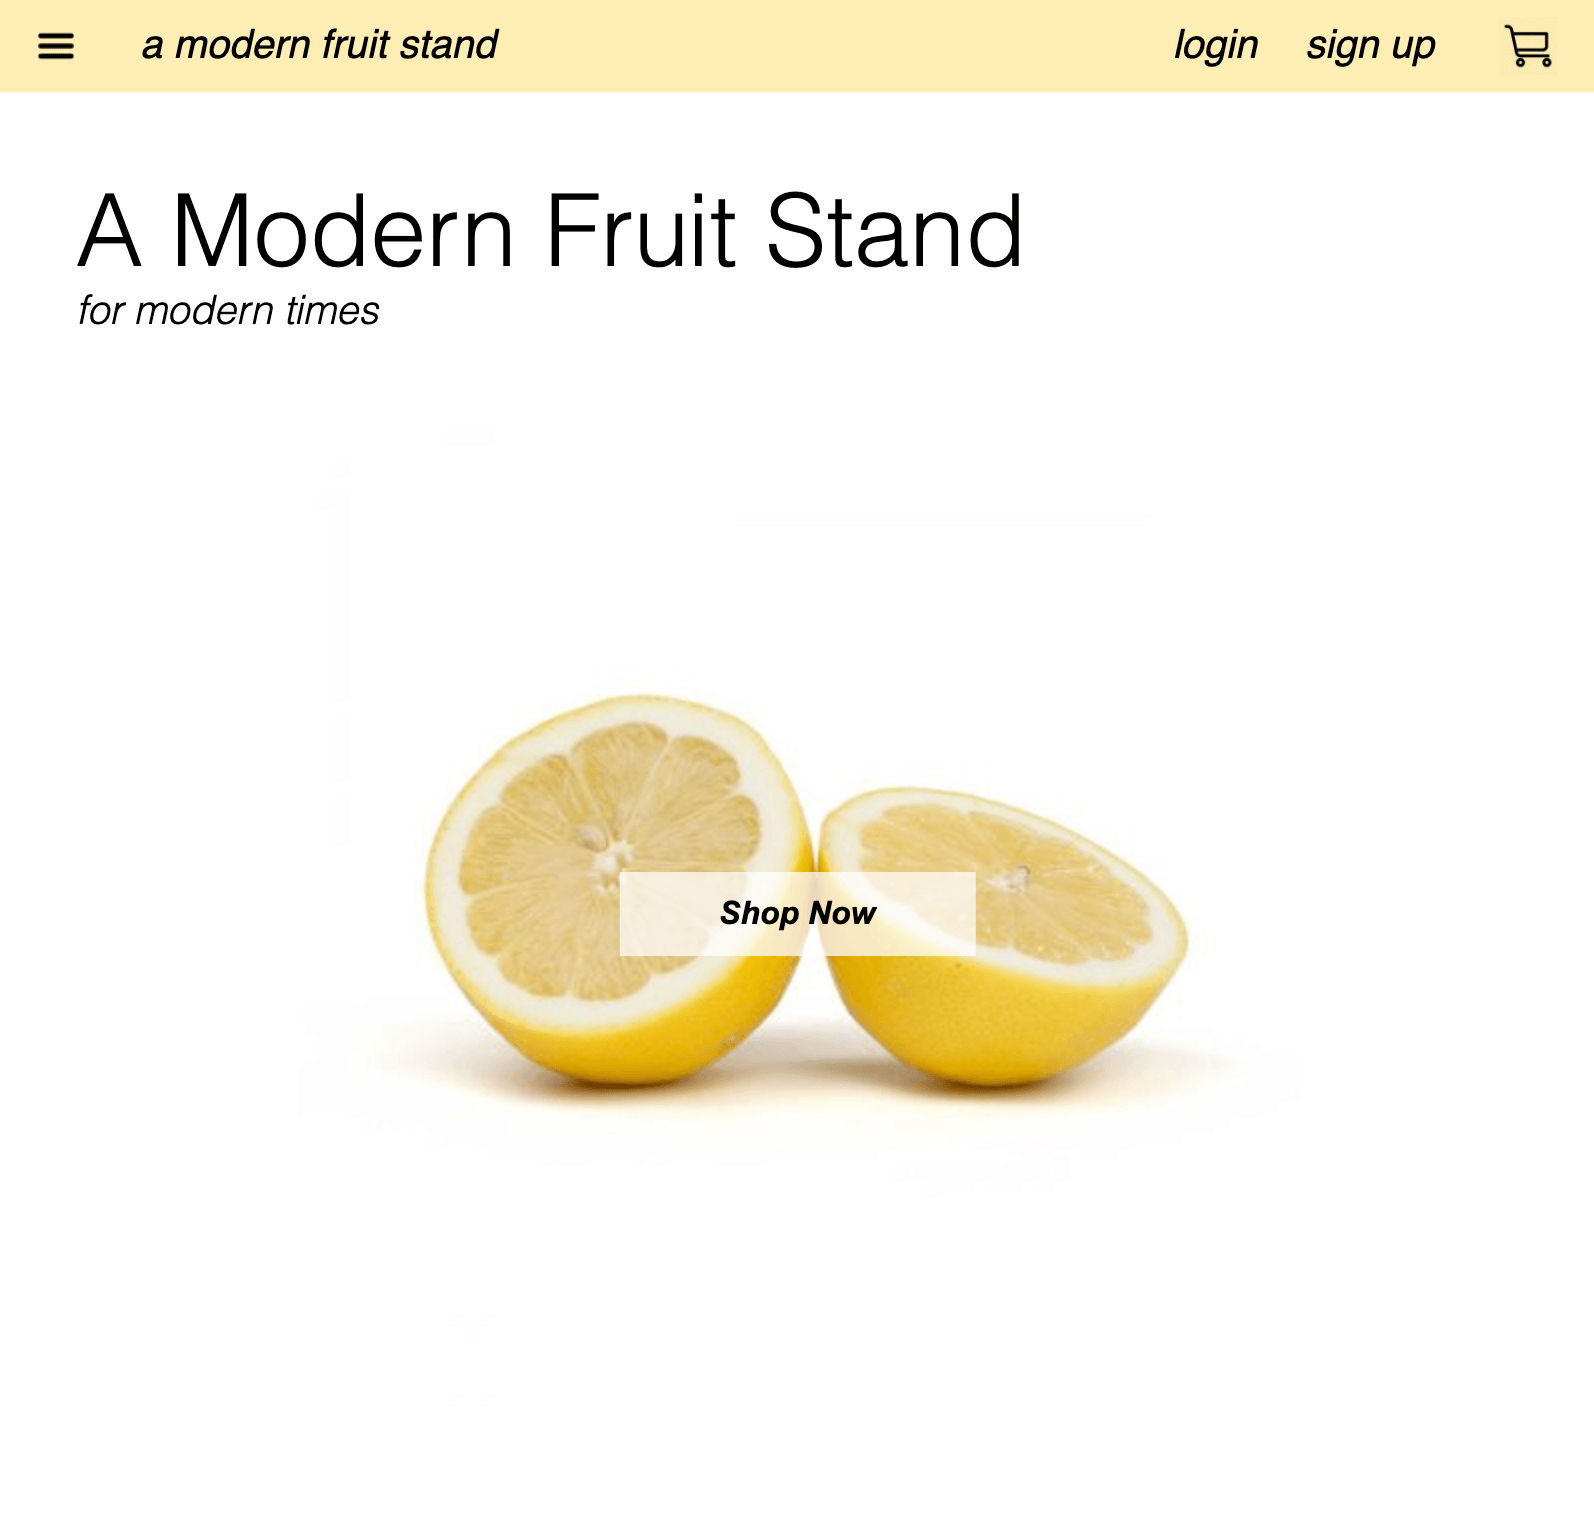 a modern fruit stand
login
sign up
A Modern Fruit Stand
for modern times
Shop Now